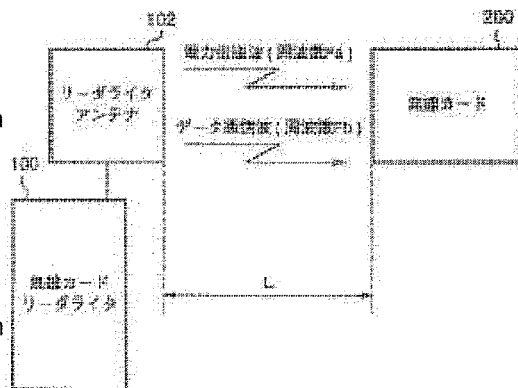 102
200
リーダライタ
アンテナ
電力伝送波(周波数Fa)
データ通信波(周波数Fb)
無線カード
100
無線カード
リーダライタ
L